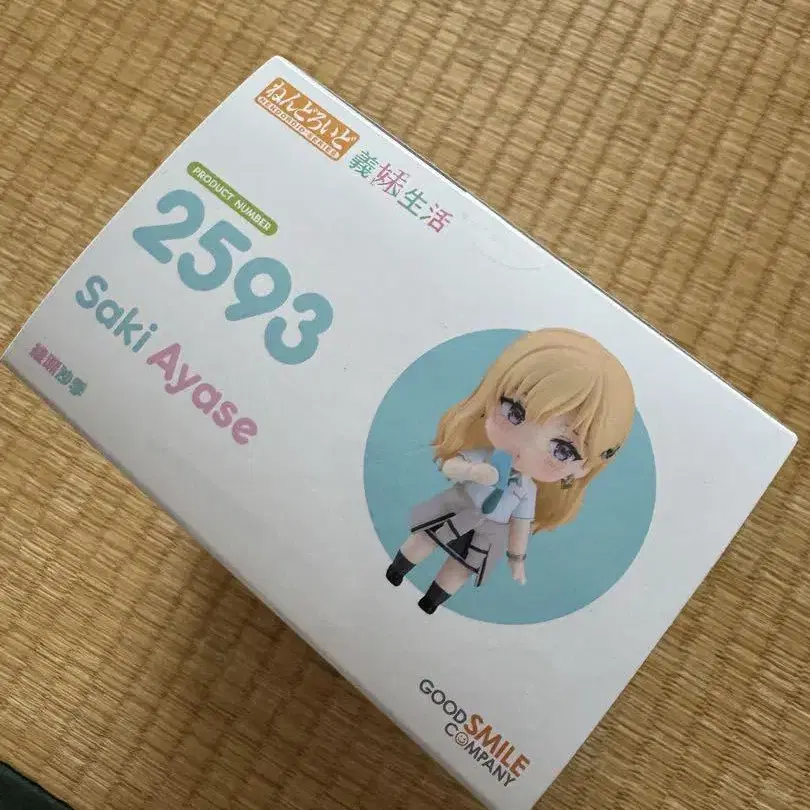 ねんどろいど
NENDOROID SERIES
義妹生活
PRODUCT NUMBER
2593
Saki Ayase
綾瀬沙季
GOOD SMILE
COMPANY